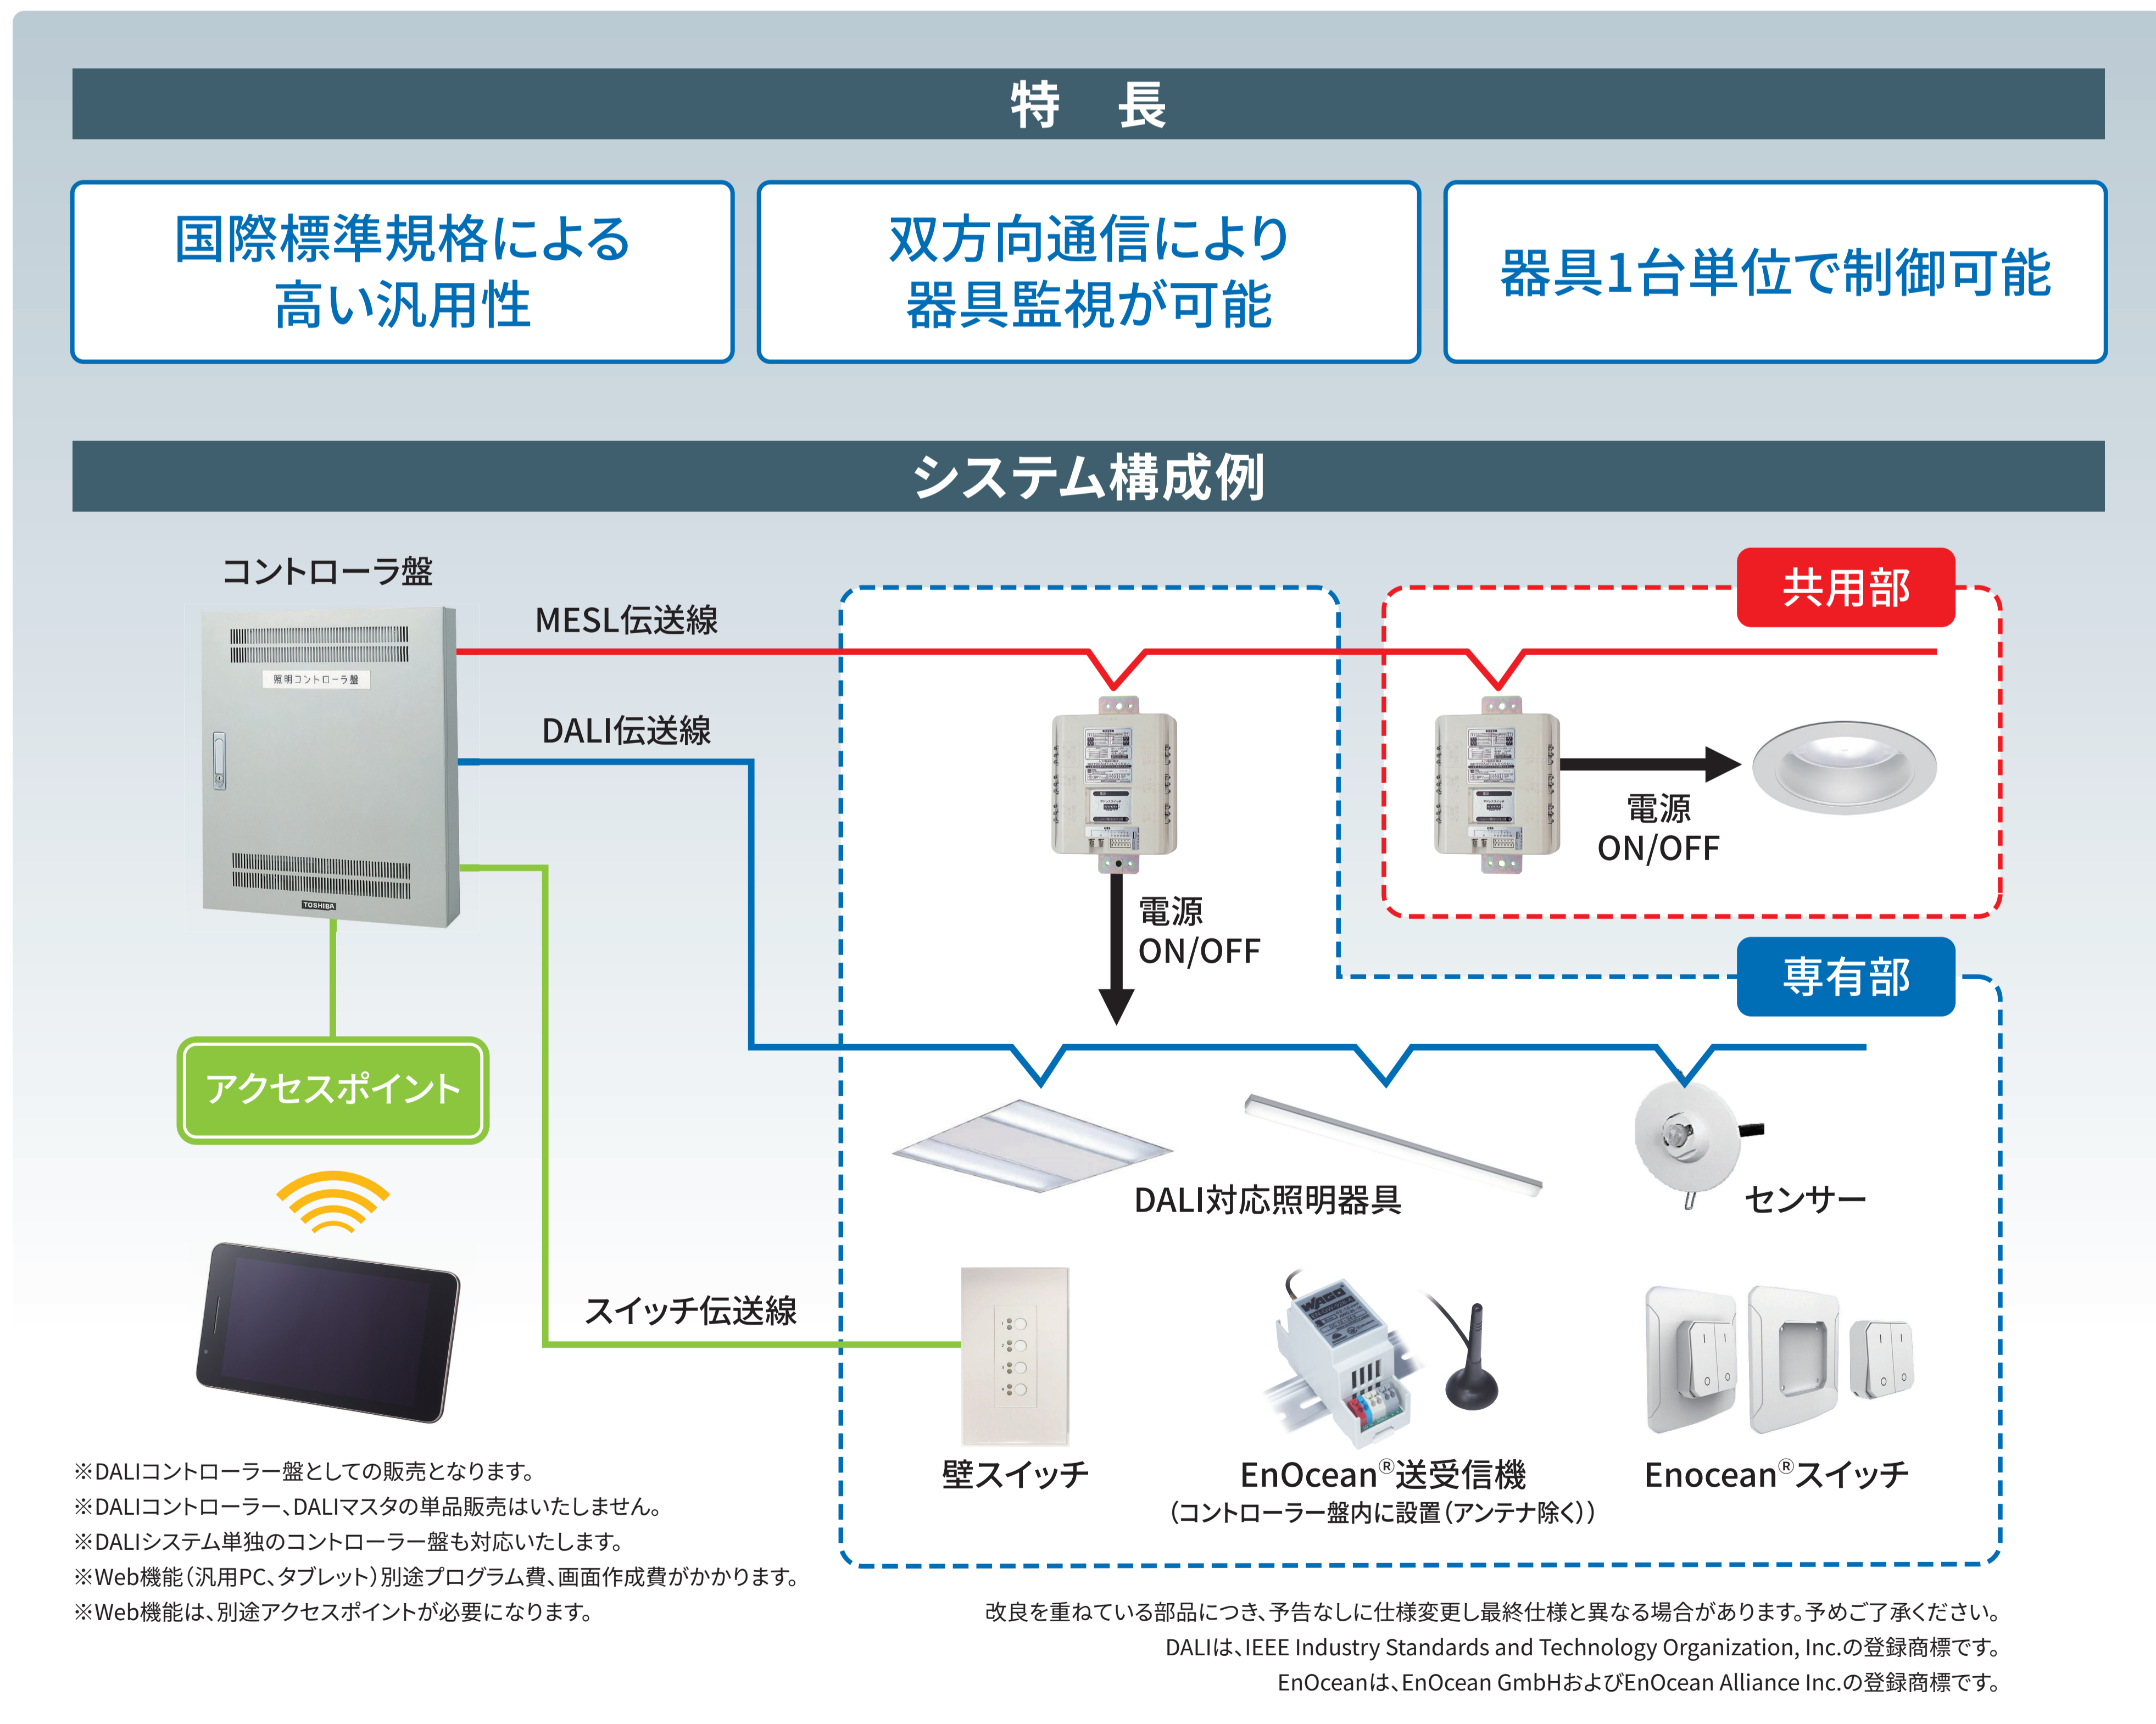 特 長
国際標準規格による
高い汎用性
双方向通信により
器具監視が可能
器具1台単位で制御可能
システム構成例
コントローラ盤
照明コントローラ盤
TOSHIBA
MESL伝送線
DALI伝送線
共用部
電源
ON/OFF
電源
ON/OFF
専有部
アクセスポイント
DALI対応照明器具
センサー
スイッチ伝送線
WAGO
壁スイッチ
EnOcean®送受信機
（コントローラー盤内に設置（アンテナ除く））
Enocean®スイッチ
※DALIコントローラー盤としての販売となります。
※DALIコントローラー、DALIマスタの単品販売はいたしません。
※DALIシステム単独のコントローラー盤も対応いたします。
※Web機能（汎用PC、タブレット）別途プログラム費、画面作成費がかかります。
※Web機能は、別途アクセスポイントが必要になります。
改良を重ねている部品につき、予告なしに仕様変更し最終仕様と異なる場合があります。予めご了承ください。
DALIは、IEEE Industry Standards and Technology Organization, Inc.の登録商標です。
EnOceanは、EnOcean GmbHおよびEnOcean Alliance Inc.の登録商標です。